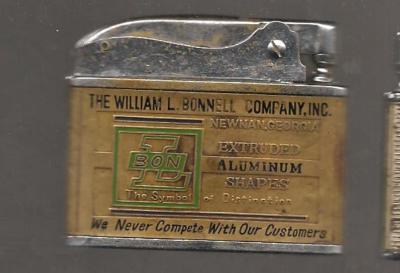 THE WILLIAM L. BONNELL COMPANY, INC.
NEWNAN, GEORGIA
EXTRUDED
BON
L
ALUMINUM
SHAPES
The Symbol of Distinction
We Never Compete With Our Customers